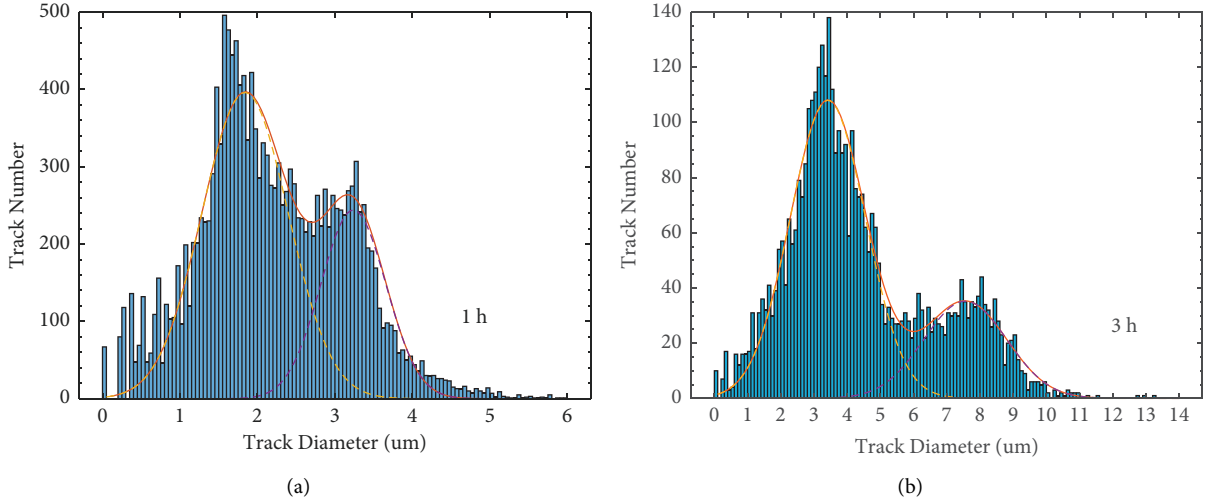 500
400
300
200
100
0
Track Number
0 1 2 3 4 5 6
Track Diameter (um)
1 h
(a)
140
120
100
80
60
40
20
0
Track Number
0 1 2 3 4 5 6 7 8 9 10 11 12 13 14
Track Diameter (um)
3 h
(b)